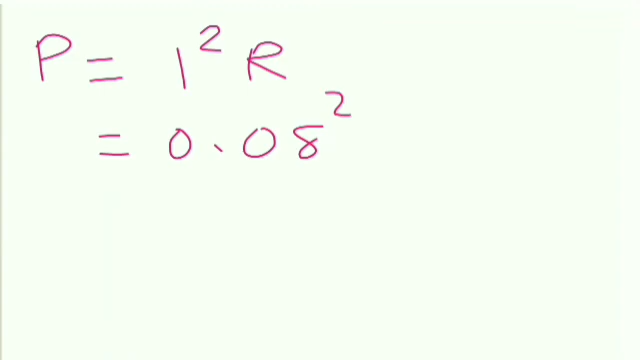 P = I²R
= 0.08²